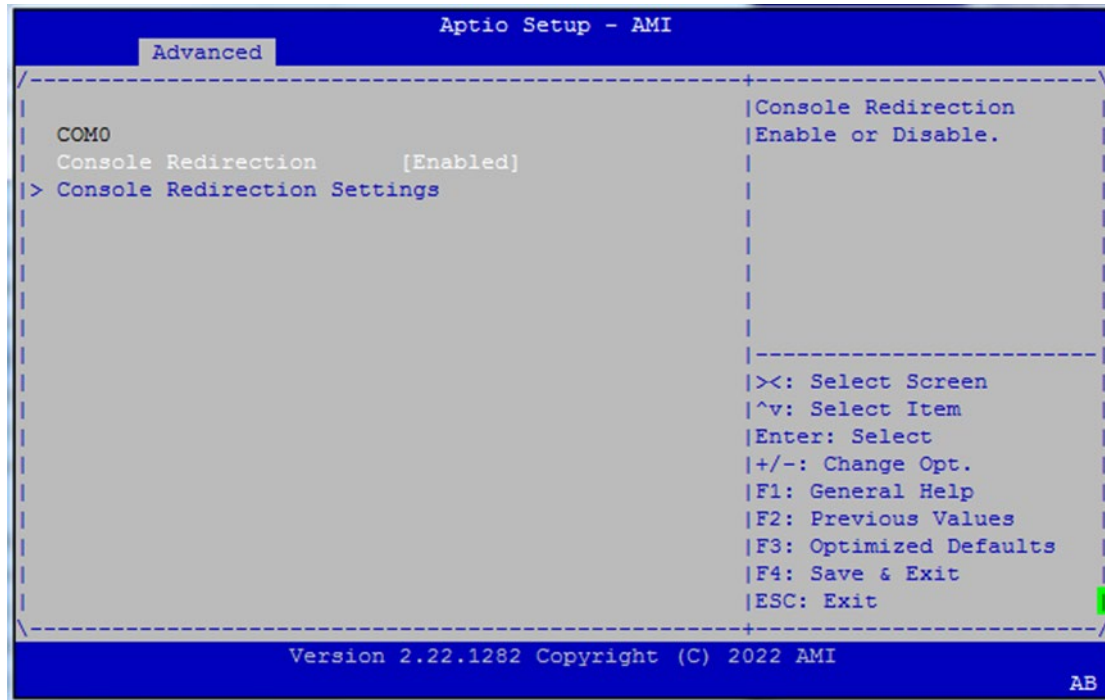 Aptio Setup - AMI
Advanced
COM0
Console Redirection [Enabled]
> Console Redirection Settings
Console Redirection
Enable or Disable.
><: Select Screen
^v: Select Item
Enter: Select
+/-: Change Opt.
F1: General Help
F2: Previous Values
F3: Optimized Defaults
F4: Save & Exit
ESC: Exit
Version 2.22.1282 Copyright (C) 2022 AMI
AB